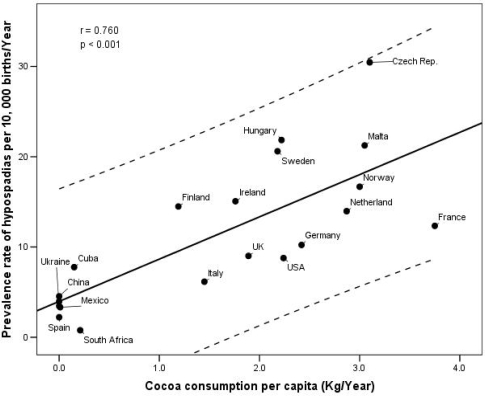 r = 0.760
p < 0.001
Prevalence rate of hypospadias per 10, 000 births/Year
30
20
10
0
Czech Rep.
Hungary
Malta
Sweden
Norway
Finland
Ireland
Netherland
France
Germany
UK
USA
Italy
Ukraine
Cuba
China
Mexico
Spain
South Africa
0.0 1.0 2.0 3.0 4.0
Cocoa consumption per capita (Kg/Year)